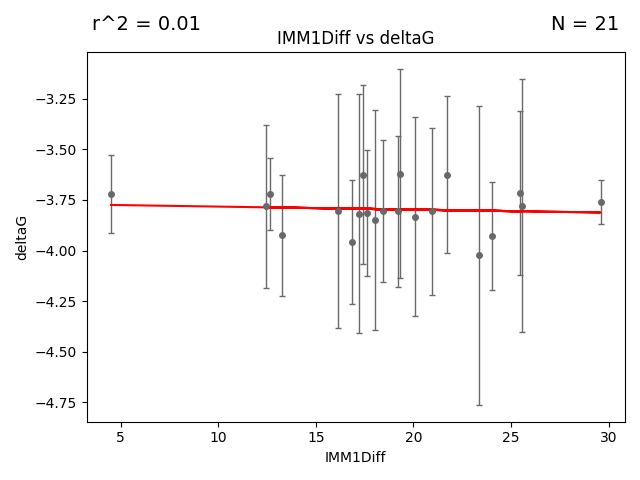 r^2 = 0.01
N = 21
IMM1Diff vs deltaG
deltaG
−3.25
−3.50
−3.75
−4.00
−4.25
−4.50
−4.75
5 10 15 20 25 30
IMM1Diff